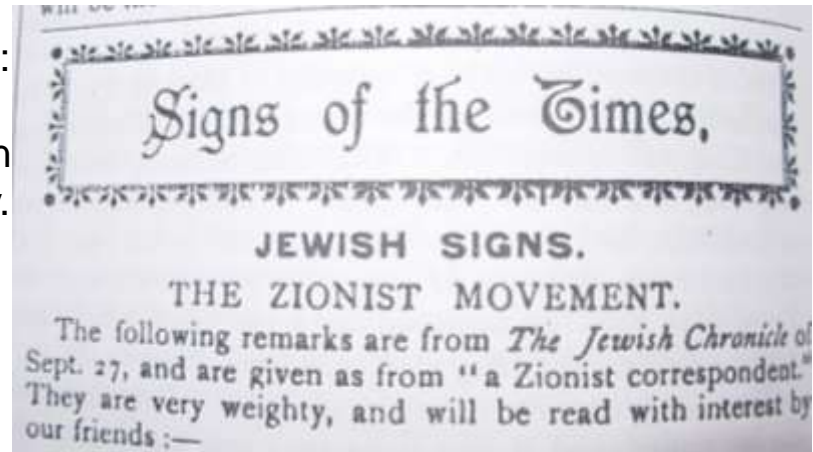 Signs of the Times,
JEWISH SIGNS.
THE ZIONIST MOVEMENT.
The following remarks are from The Jewish Chronicle of
Sept. 27, and are given as from "a Zionist correspondent."
They are very weighty, and will be read with interest by
our friends :—